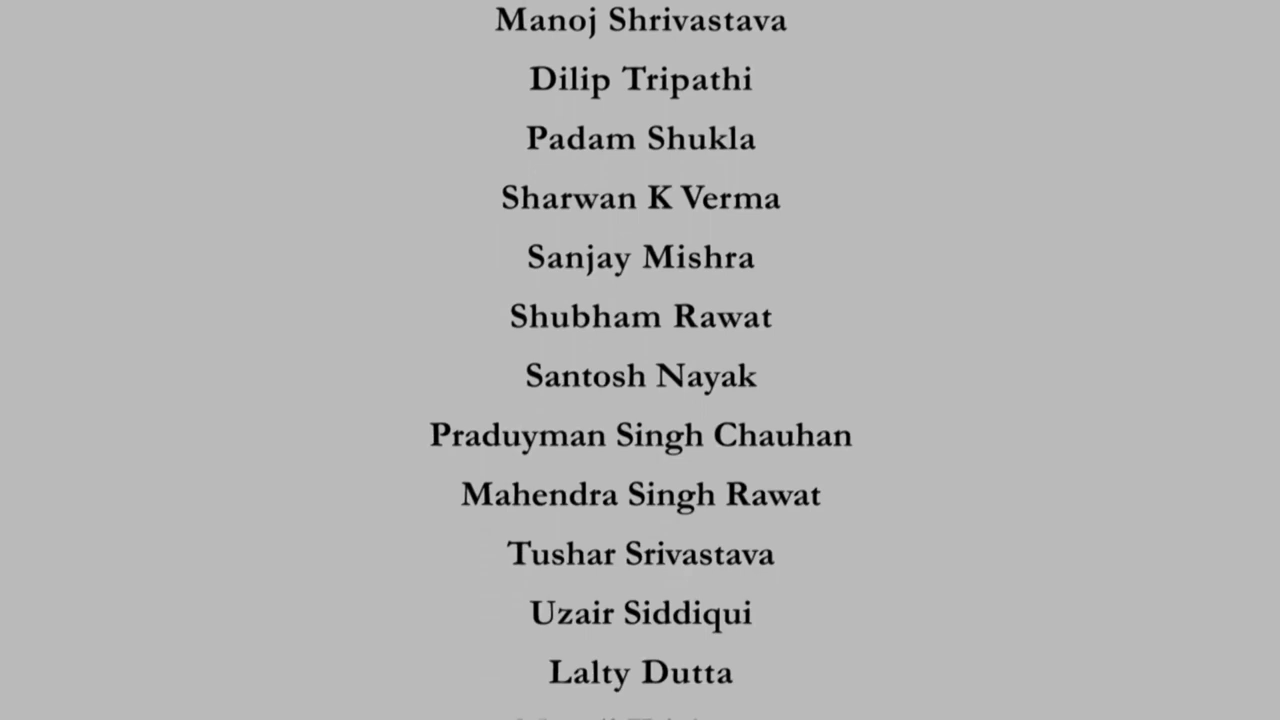 Manoj Shrivastava
Dilip Tripathi
Padam Shukla
Sharwan K Verma
Sanjay Mishra
Shubham Rawat
Santosh Nayak
Praduyman Singh Chauhan
Mahendra Singh Rawat
Tushar Srivastava
Uzair Siddiqui
Lalty Dutta